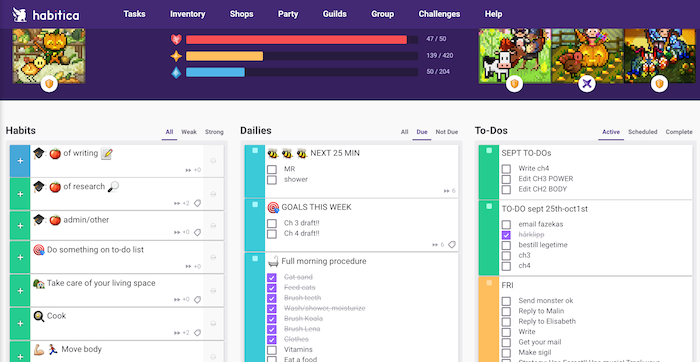 habitica
Tasks
Inventory
Shops
Party
Guilds
Group
Challenges
Help
47 / 50
139 / 420
50 / 204
Habits
All
Weak
Strong
of writing
+0
of research
+2
admin/other
+0
Do something on to-do list
+0
Take care of your living space
+0
Cook
+2
Move body
Dailies
All
Due
Not Due
NEXT 25 MIN
MR
shower
6
GOALS THIS WEEK
Ch 3 draft!!
Ch 4 draft!!
6
Full morning procedure
Cat sand
Feed cats
Brush teeth
Wash/shower, moisturize
Brush Koala
Brush Lena
Clothes
Vitamins
Eat a food
To-Dos
Active
Scheduled
Complete
SEPT TO-DOs
Write ch4
Edit CH3 POWER
Edit CH2 BODY
TO-DO sept 25th-oct1st
email fazekas
hårklipp
bestill legetime
ch3
ch4
FRI
Send monster ok
Reply to Malin
Reply to Elisabeth
Write
Get your mail
Make sigil